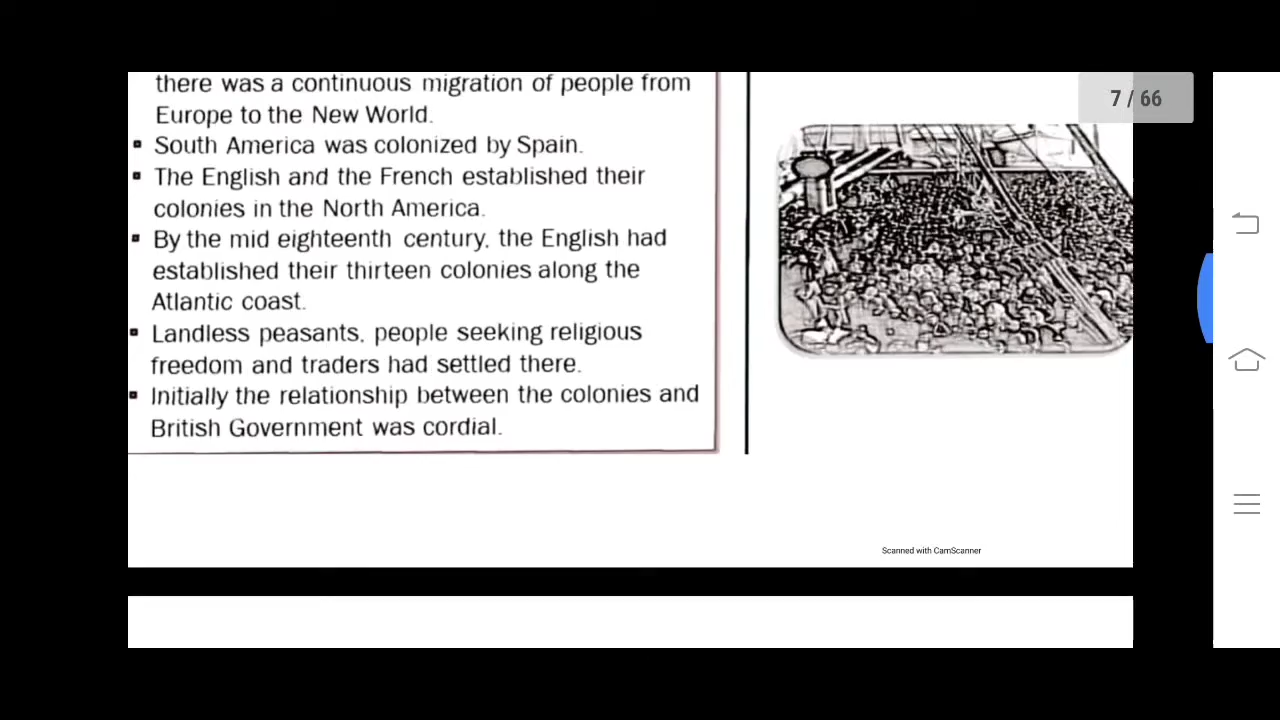 there was a continuous migration of people from
Europe to the New World.
7 / 66
▪ South America was colonized by Spain.
▪ The English and the French established their
colonies in the North America.
▪ By the mid eighteenth century, the English had
established their thirteen colonies along the
Atlantic coast.
▪ Landless peasants, people seeking religious
freedom and traders had settled there.
▪ Initially the relationship between the colonies and
British Government was cordial.
Scanned with CamScanner